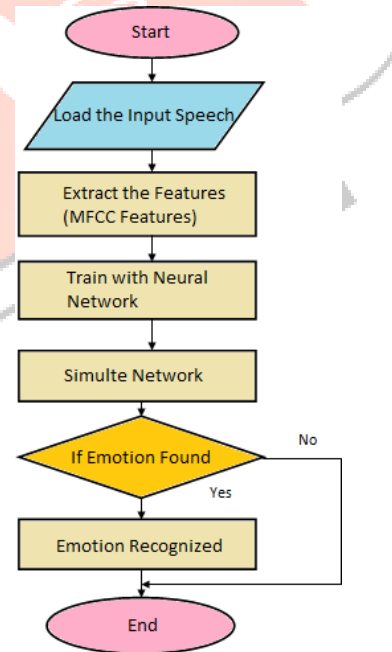 Start
Load the Input Speech
Extract the Features
(MFCC Features)
Train with Neural
Network
Simulte Network
If Emotion Found
No
Yes
Emotion Recognized
End